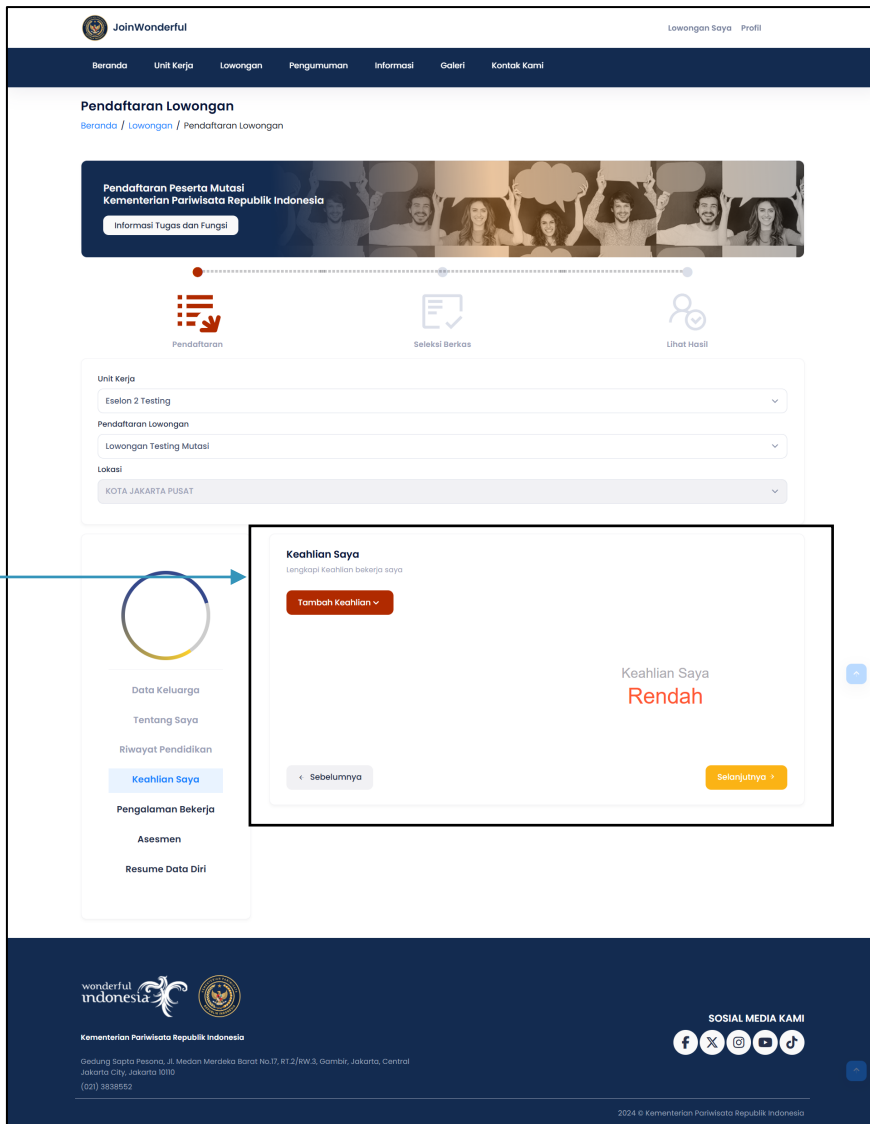 JoinWonderful
Lowongan Saya Profil
Beranda Unit Kerja Lowongan Pengumuman Informasi Galeri Kontak Kami
Pendaftaran Lowongan
Beranda / Lowongan / Pendaftaran Lowongan
Pendaftaran Peserta Mutasi
Kementerian Pariwisata Republik Indonesia
Informasi Tugas dan Fungsi
Pendaftaran Seleksi Berkas Lihat Hasil
Unit Kerja
Eselon 2 Testing
Pendaftaran Lowongan
Lowongan Testing Mutasi
Lokasi
KOTA JAKARTA PUSAT
Keahlian Saya
Lengkapi Keahlian bekerja saya
Tambah Keahlian
Keahlian Saya
Rendah
Sebelumnya
Selanjutnya
Data Keluarga
Tentang Saya
Riwayat Pendidikan
Keahlian Saya
Pengalaman Bekerja
Asesmen
Resume Data Diri
wonderful
indonesia
Kementerian Pariwisata Republik Indonesia
Gedung Sapta Pesona, Jl. Medan Merdeka Barat No.17, RT.2/RW.3, Gambir, Jakarta, Central
Jakarta City, Jakarta 10110
(021) 3838552
SOSIAL MEDIA KAMI
2024 © Kementerian Pariwisata Republik Indonesia